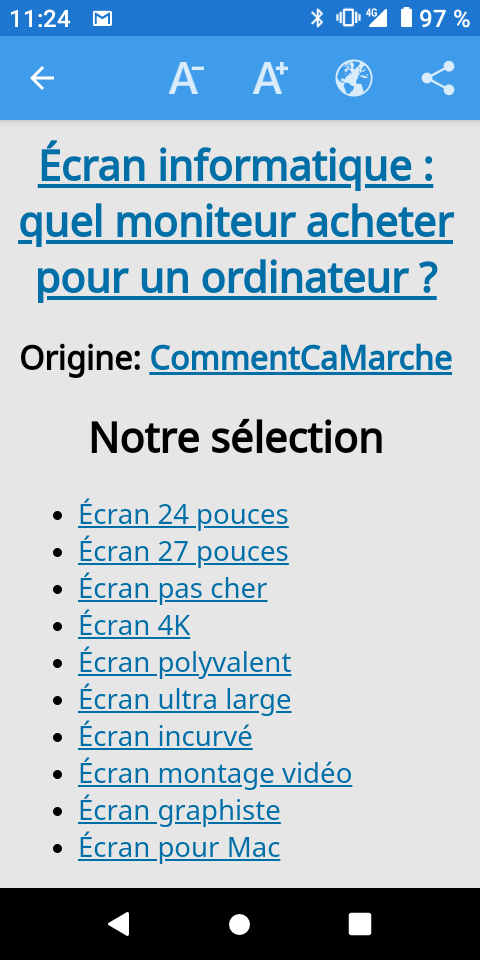 11:24 4G 97 %
A- A+
Écran informatique :
quel moniteur acheter
pour un ordinateur ?
Origine: CommentCaMarche
Notre sélection
Écran 24 pouces
Écran 27 pouces
Écran pas cher
Écran 4K
Écran polyvalent
Écran ultra large
Écran incurvé
Écran montage vidéo
Écran graphiste
Écran pour Mac